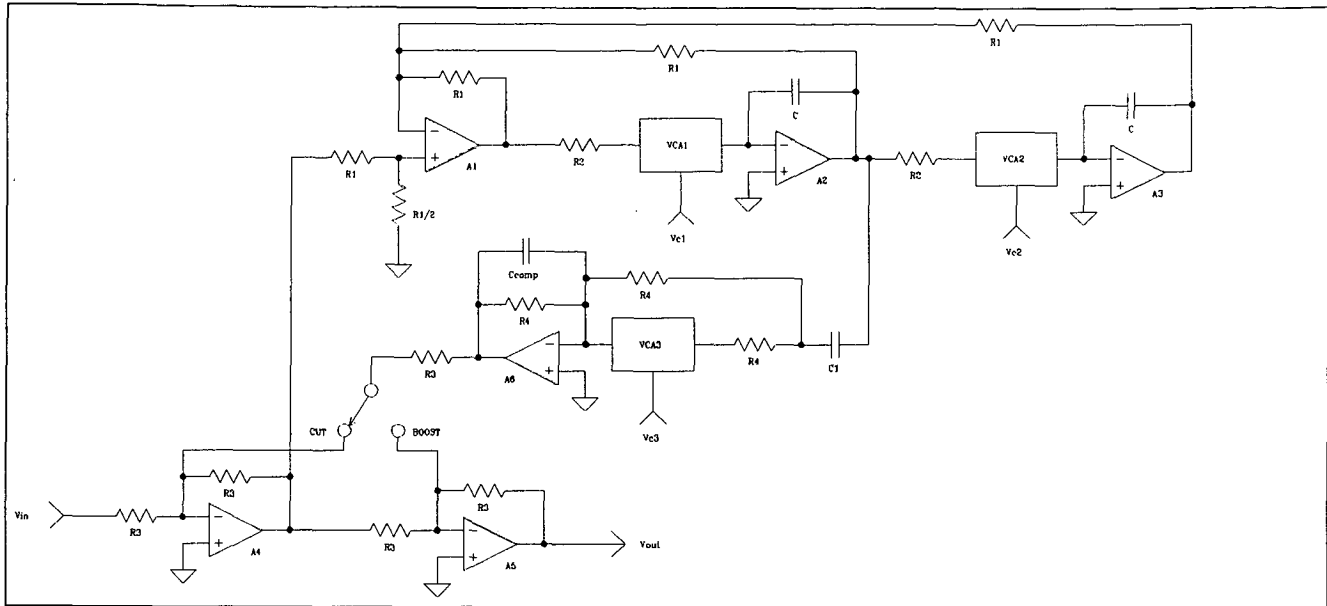 R1
R1
R1
C
C
R2
VCA1
A1
A2
R2
VCA2
A3
R1
R1/2
Vc1
Vc2
Ccomp
R4
R4
VCA3
R4
C1
R3
A6
Vc3
CUT
BOOST
R3
R3
Vin
R3
A4
R3
A5
Vout